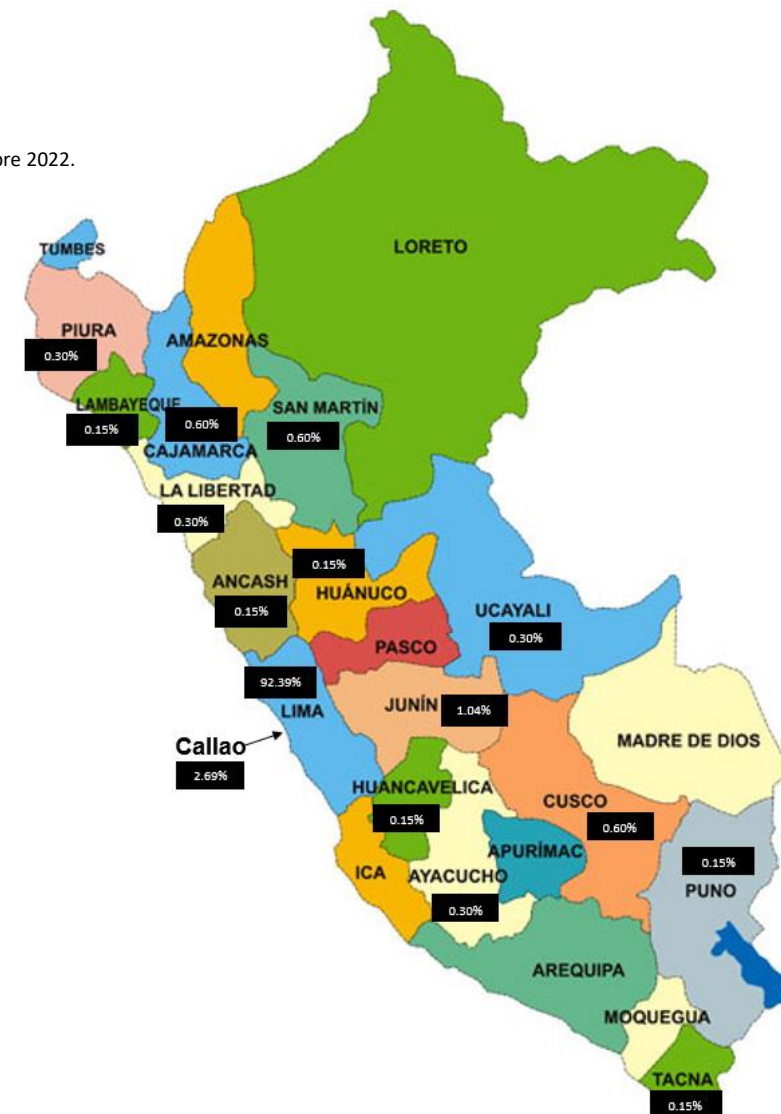 bre 2022.
TUMBES
LORETO
PIURA
0.30%
AMAZONAS
LAMBAYEQUE
0.15%
0.60%
CAJAMARCA
SAN MARTÍN
0.60%
LA LIBERTAD
0.30%
ANCASH
0.15%
0.15%
HUÁNUCO
UCAYALI
0.30%
PASCO
92.39%
LIMA
JUNÍN
1.04%
MADRE DE DIOS
Callao
2.69%
HUANCAVELICA
0.15%
CUSCO
0.60%
APURÍMAC
0.15%
PUNO
ICA
AYACUCHO
0.30%
AREQUIPA
MOQUEGUA
TACNA
0.15%